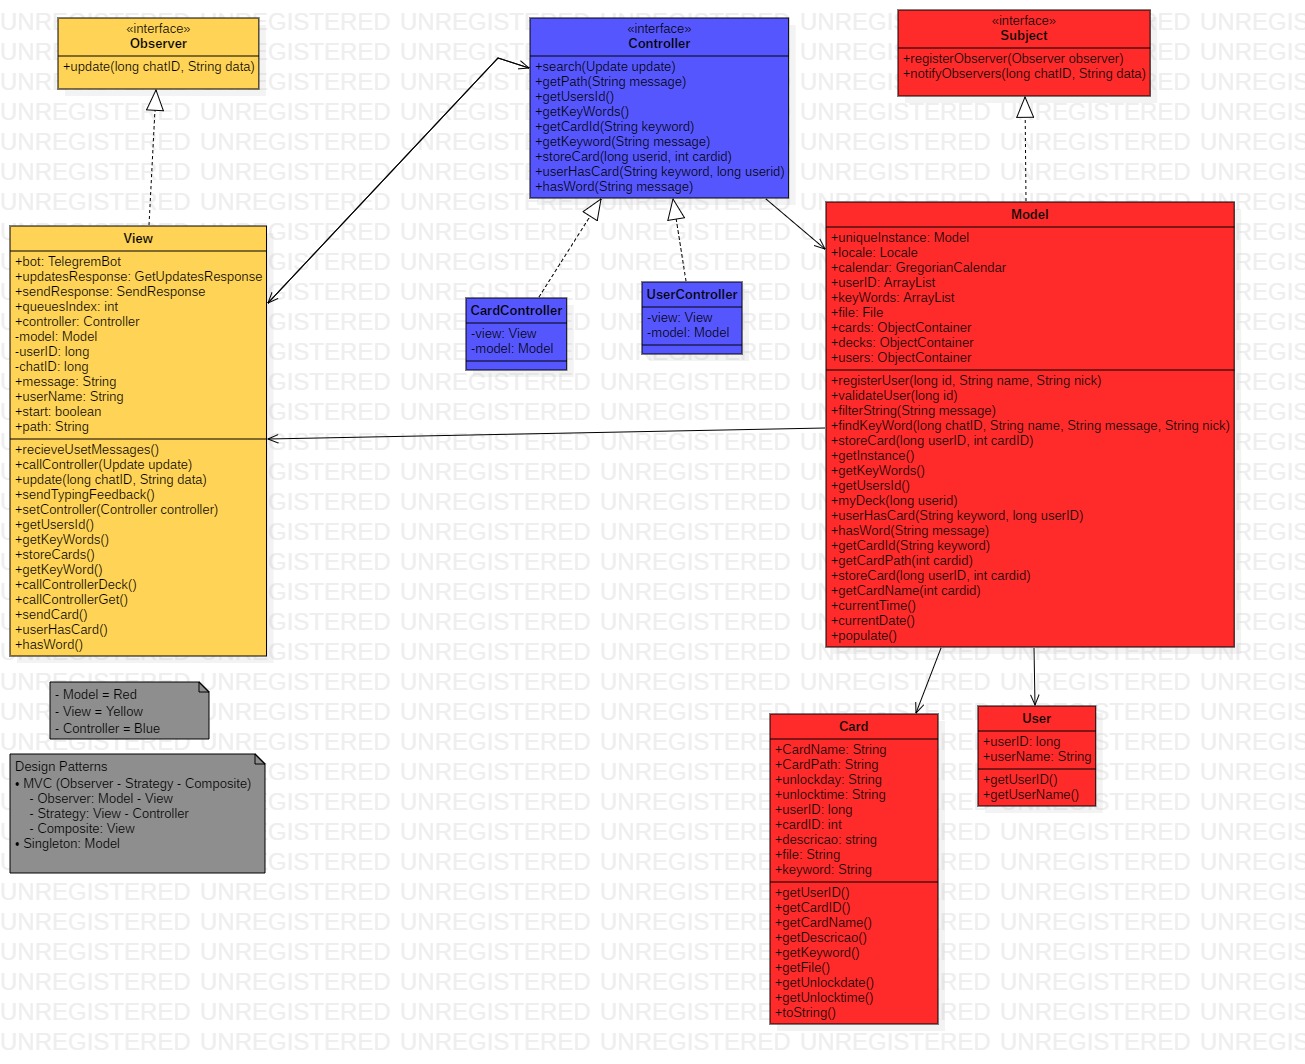 «interface»
Observer
+update(long chatID, String data)
«interface»
Controller
+search(Update update)
+getPath(String message)
+getUsersId()
+getKeyWords()
+getCardId(String keyword)
+getKeyword(String message)
+storeCard(long userid, int cardid)
+userHasCard(String keyword, long userid)
+hasWord(String message)
«interface»
Subject
+registerObserver(Observer observer)
+notifyObservers(long chatID, String data)
View
+bot: TelegremBot
+updatesResponse: GetUpdatesResponse
+sendResponse: SendResponse
+queuesIndex: int
+controller: Controller
-model: Model
-userID: long
-chatID: long
+message: String
+userName: String
+start: boolean
+path: String
+recieveUsetMessages()
+callController(Update update)
+update(long chatID, String data)
+sendTypingFeedback()
+setController(Controller controller)
+getUsersId()
+getKeyWords()
+storeCards()
+getKeyWord()
+callControllerDeck()
+callControllerGet()
+sendCard()
+userHasCard()
+hasWord()
CardController
-view: View
-model: Model
UserController
-view: View
-model: Model
Model
+uniqueInstance: Model
+locale: Locale
+calendar: GregorianCalendar
+userID: ArrayList
+keyWords: ArrayList
+file: File
+cards: ObjectContainer
+decks: ObjectContainer
+users: ObjectContainer
+registerUser(long id, String name, String nick)
+validateUser(long id)
+filterString(String message)
+findKeyWord(long chatID, String name, String message, String nick)
+storeCard(long userID, int cardID)
+getInstance()
+getKeyWords()
+getUsersId()
+myDeck(long userid)
+userHasCard(String keyword, long userID)
+hasWord(String message)
+getCardId(String keyword)
+getCardPath(int cardid)
+storeCard(long userID, int cardid)
+getCardName(int cardid)
+currentTime()
+currentDate()
+populate()
- Model = Red
- View = Yellow
- Controller = Blue
Design Patterns
• MVC (Observer - Strategy - Composite)
- Observer: Model - View
- Strategy: View - Controller
- Composite: View
• Singleton: Model
Card
+CardName: String
+CardPath: String
+unlockday: String
+unlocktime: String
+userID: long
+cardID: int
+descricao: string
+file: String
+keyword: String
+getUserID()
+getCardID()
+getCardName()
+getDescricao()
+getKeyword()
+getFile()
+getUnlockdate()
+getUnlocktime()
+toString()
User
+userID: long
+userName: String
+getUserID()
+getUserName()
UNREGISTERED